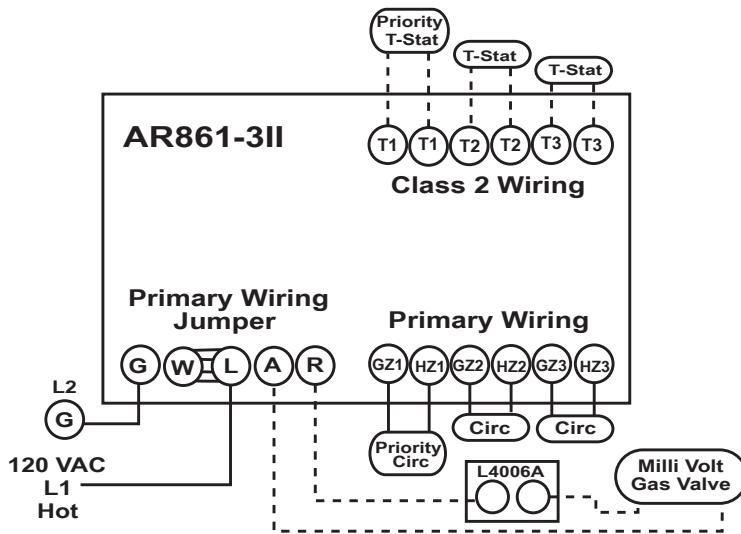 Priority
T-Stat
T-Stat
T-Stat
AR861-3II
T1 T1 T2 T2 T3 T3
Class 2 Wiring
Primary Wiring
Jumper
Primary Wiring
G W L A R
GZ1 HZ1 GZ2 HZ2 GZ3 HZ3
L2
G
Priority
Circ
Circ
Circ
120 VAC
L1
Hot
L4006A
Milli Volt
Gas Valve